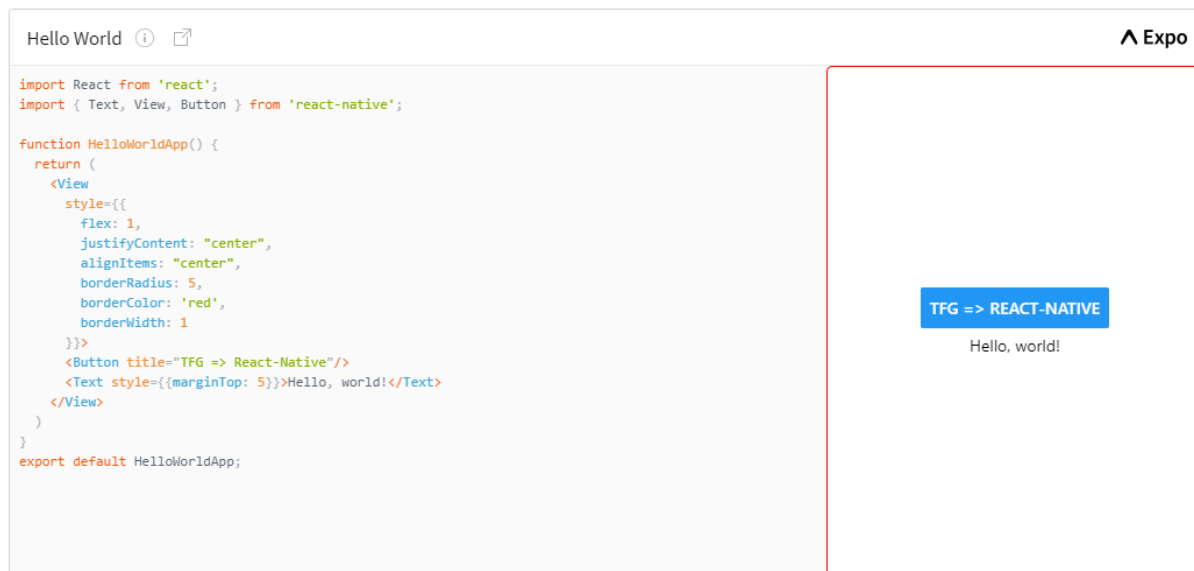 Hello World
Expo
import React from 'react';
import { Text, View, Button } from 'react-native';
function HelloWorldApp() {
  return (
    <View
      style={{
        flex: 1,
        justifyContent: "center",
        alignItems: "center",
        borderRadius: 5,
        borderColor: 'red',
        borderWidth: 1
      }}>
      <Button title="TFG => React-Native"/>
      <Text style={{marginTop: 5}}>Hello, world!</Text>
    </View>
  )
}
export default HelloWorldApp;
TFG => REACT-NATIVE
Hello, world!